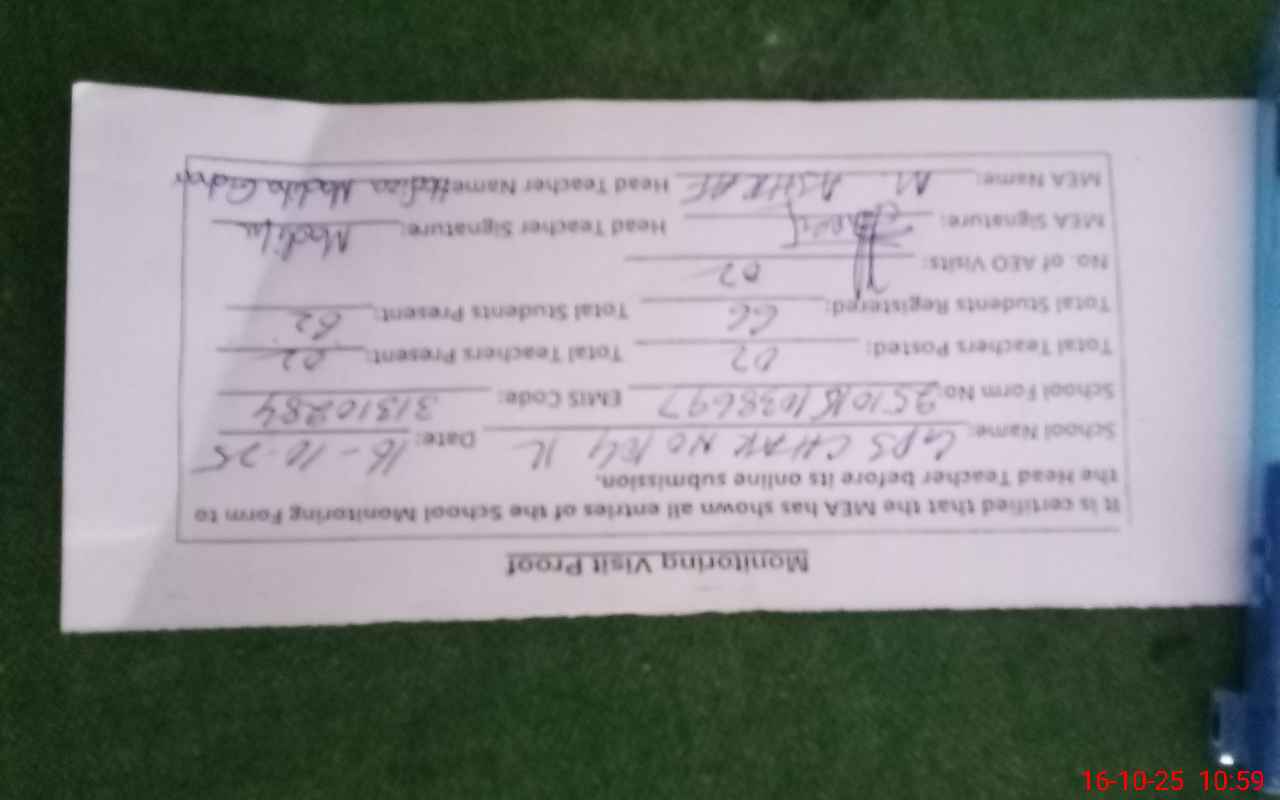 Monitoring Visit Proof
It is certified that the MEA has shown all entries of the School Monitoring Form to
the Head Teacher before its online submission.
School Name: GPS CHAK NO 164 1L Date: 16-10-25
School Form No: 251015/1038697 EMIS Code: 31310284
Total Teachers Posted: 02 Total Teachers Present: 02
Total Students Registered: 66 Total Students Present: 62
No. of AEO Visits: 02
MEA Signature: Head Teacher Signature:
MEA Name: M. ASHRAF Head Teacher Name:
16-10-25 10:59